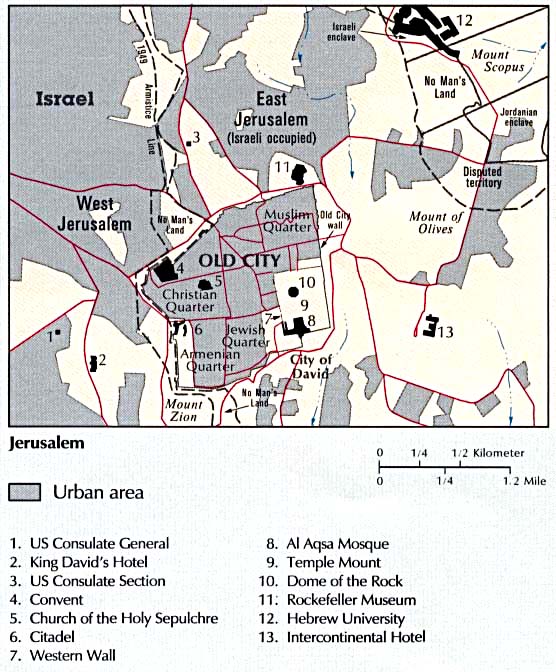 Israeli
enclave
12
Mount
Scopus
1949
Armistice
Line
Israel
No Man's
Land
East
Jerusalem
(Israeli occupied)
Jordanian
enclave
3
11
Disputed
territory
West
Jerusalem
No Man's
Land
Muslim
Quarter
Old City
wall
Mount of
Olives
OLD CITY
4
5
10
Christian
Quarter
9
7
8
6
Jewish
Quarter
13
1
2
Armenian
Quarter
City of
David
No Man's
Land
Mount
Zion
Jerusalem
0 1/4 1/2 Kilometer
0 1/4 1.2 Mile
Urban area
1. US Consulate General
2. King David's Hotel
3. US Consulate Section
4. Convent
5. Church of the Holy Sepulchre
6. Citadel
7. Western Wall
8. Al Aqsa Mosque
9. Temple Mount
10. Dome of the Rock
11. Rockefeller Museum
12. Hebrew University
13. Intercontinental Hotel